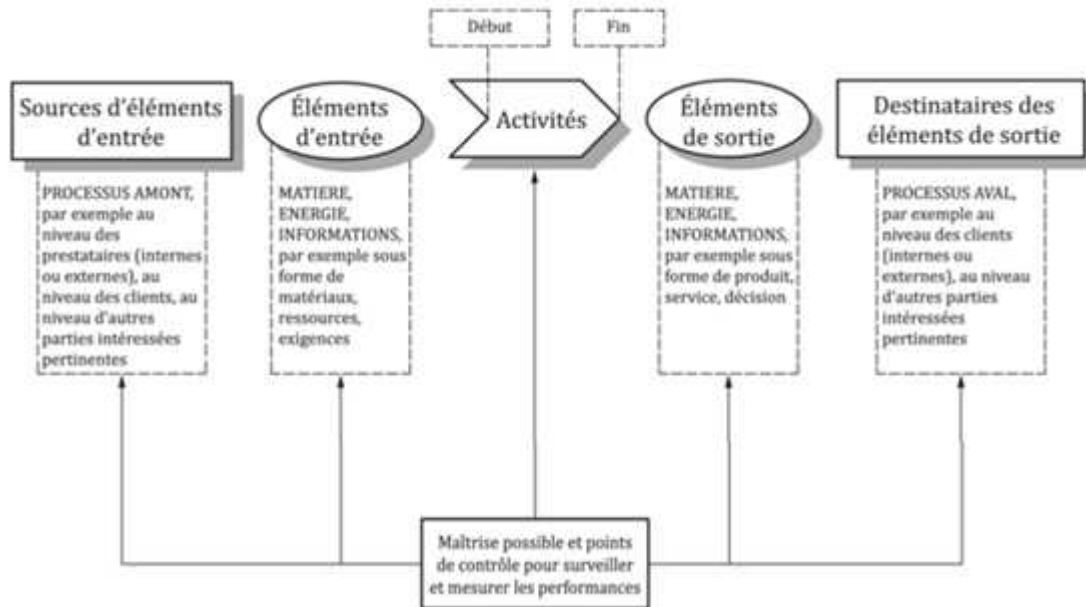 Début
Fin
Sources d'éléments
d'entrée
Éléments
d'entrée
Activités
Éléments
de sortie
Destinataires des
éléments de sortie
PROCESSUS AMONT,
par exemple au
niveau des
prestataires (internes
ou externes), au
niveau des clients, au
niveau d'autres
parties intéressées
pertinentes
MATIERE,
ENERGIE,
INFORMATIONS,
par exemple sous
forme de
matériaux,
ressources,
exigences
MATIERE,
ENERGIE,
INFORMATIONS,
par exemple sous
forme de produit,
service, décision
PROCESSUS AVAL,
par exemple au
niveau des clients
(internes ou
externes), au niveau
d'autres parties
intéressées
pertinentes
Maîtrise possible et points
de contrôle pour surveiller
et mesurer les performances